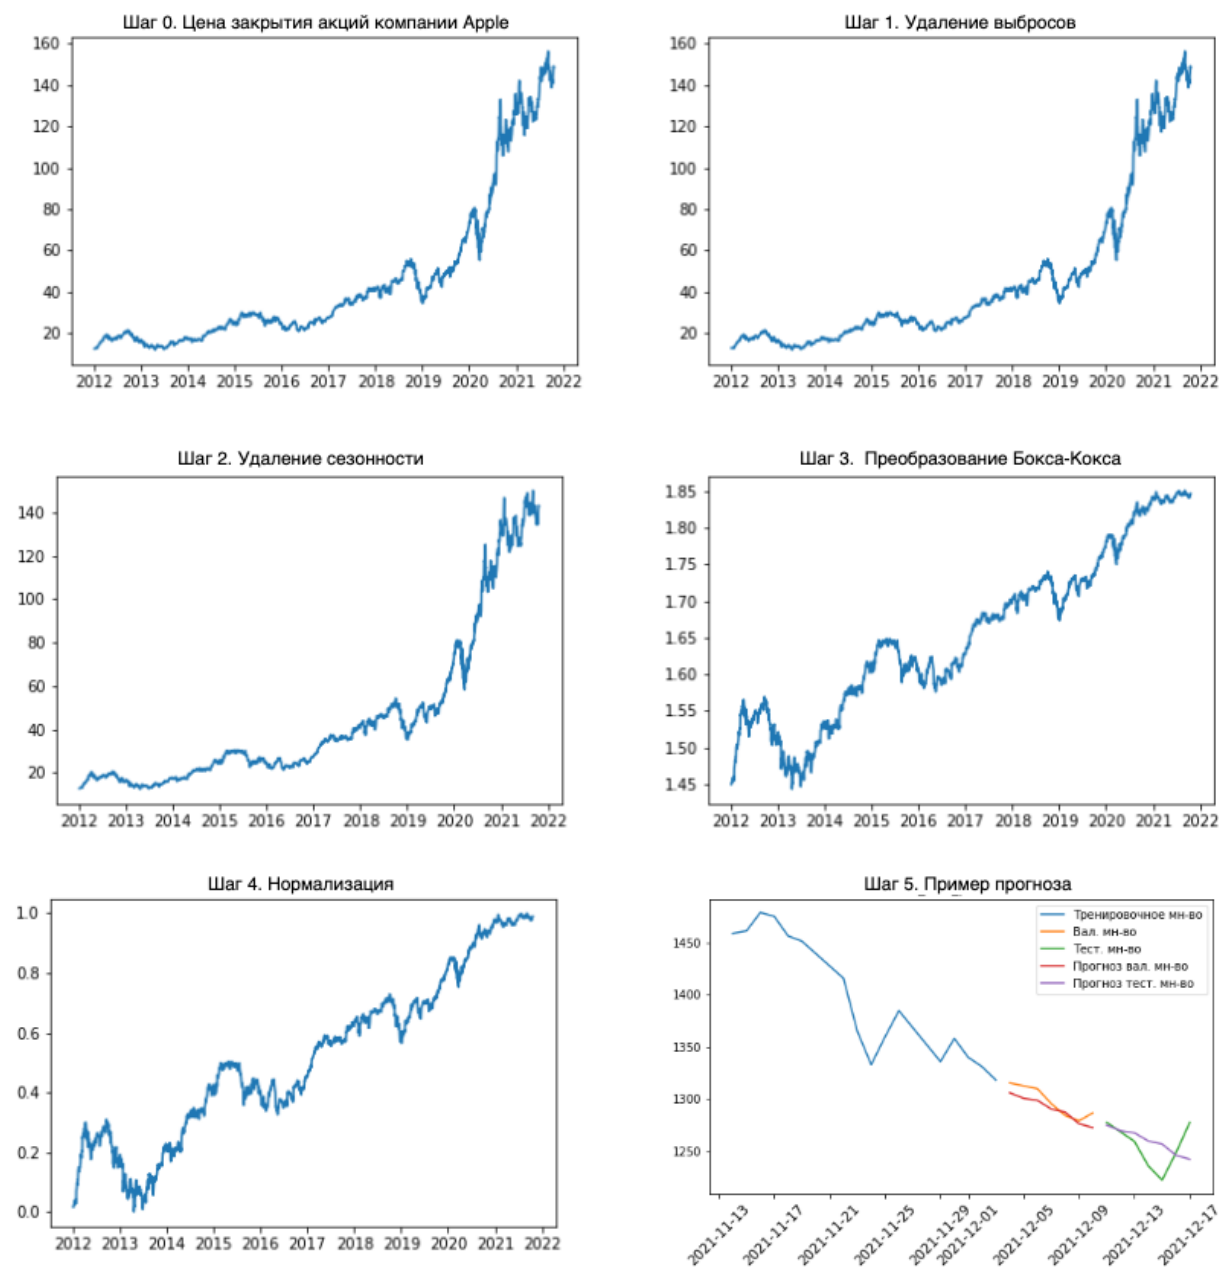 Шаг 0. Цена закрытия акций компании Apple
160
140
120
100
80
60
40
20
2012 2013 2014 2015 2016 2017 2018 2019 2020 2021 2022
Шаг 1. Удаление выбросов
160
140
120
100
80
60
40
20
2012 2013 2014 2015 2016 2017 2018 2019 2020 2021 2022
Шаг 2. Удаление сезонности
140
120
100
80
60
40
20
2012 2013 2014 2015 2016 2017 2018 2019 2020 2021 2022
Шаг 3. Преобразование Бокса-Кокса
1.85
1.80
1.75
1.70
1.65
1.60
1.55
1.50
1.45
2012 2013 2014 2015 2016 2017 2018 2019 2020 2021 2022
Шаг 4. Нормализация
1.0
0.8
0.6
0.4
0.2
0.0
2012 2013 2014 2015 2016 2017 2018 2019 2020 2021 2022
Шаг 5. Пример прогноза
Тренировочное мн-во
Вал. мн-во
Тест. мн-во
Прогноз вал. мн-во
Прогноз тест. мн-во
1450
1400
1350
1300
1250
2021-11-13 2021-11-17 2021-11-21 2021-11-25 2021-11-29 2021-12-01 2021-12-05 2021-12-09 2021-12-13 2021-12-17